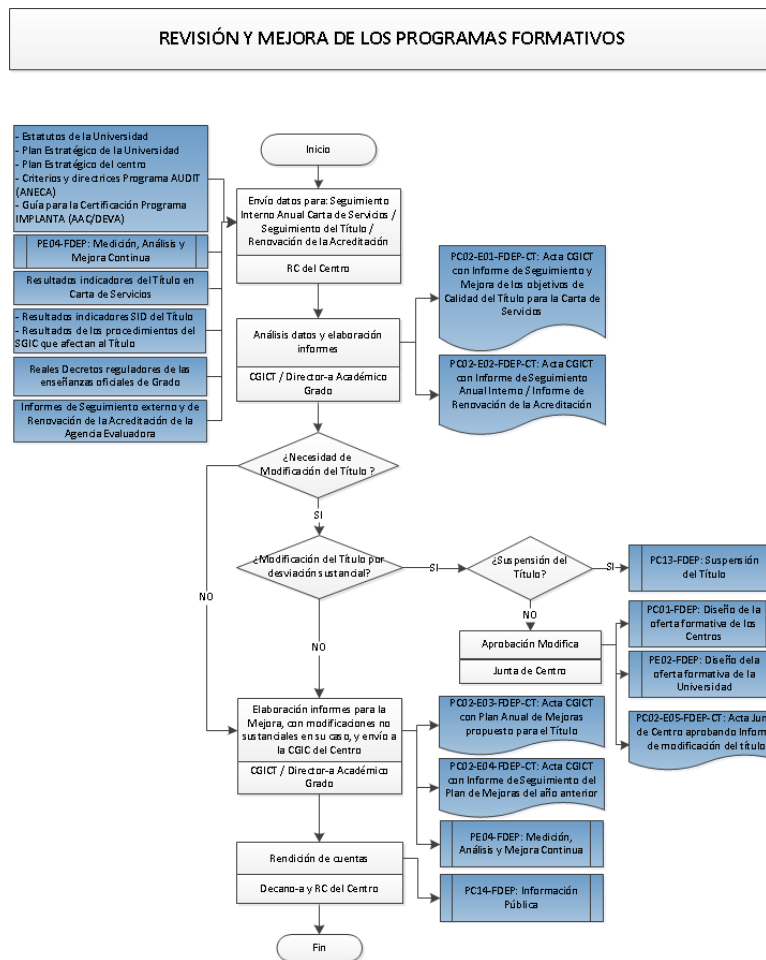 REVISIÓN Y MEJORA DE LOS PROGRAMAS FORMATIVOS
- Estatutos de la Universidad
- Plan Estratégico de la Universidad
- Plan Estratégico del centro
- Criterios y directrices Programa AUDIT
(ANECA)
- Guía para la Certificación Programa
IMPLANTA (AAC/DEVA)
Inicio
Envío datos para: Seguimiento
Interno Anual Carta de Servicios /
Seguimiento del Título /
Renovación de la Acreditación
RC del Centro
PE04-FDEP: Medición, Análisis y
Mejora Continua
Resultados indicadores del Título en
Carta de Servicios
- Resultados indicadores SID del Título
- Resultados de los procedimientos del
SGIC que afectan al Título
Reales Decretos reguladores de las
enseñanzas oficiales de Grado
Informes de Seguimiento externo y de
Renovación de la Acreditación de la
Agencia Evaluadora
PC02-E01-FDEP-CT: Acta CGICT
con Informe de Seguimiento y
Mejora de los objetivos de
Calidad del Título para la Carta de
Servicios
Análisis datos y elaboración
informes
CGICT / Director-a Académico
Grado
PC02-E02-FDEP-CT: Acta CGICT
con Informe de Seguimiento
Anual Interno / Informe de
Renovación de la Acreditación
¿Necesidad de
Modificación del Título ?
SI
¿Modificación del Título por
desviación sustancial?
SI
¿Suspensión del
Título?
SI
PC13-FDEP: Suspensión
del Título
NO
NO
NO
Aprobación Modifica
Junta de Centro
PC01-FDEP: Diseño de la
oferta formativa de los
Centros
PE02-FDEP: Diseño dela
oferta formativa de la
Universidad
PC02-E05-FDEP-CT: Acta Jun
de Centro aprobando Inform
de modificación del título
Elaboración informes para la
Mejora, con modificaciones no
sustanciales en su caso, y envío a
la CGIC del Centro
CGICT / Director-a Académico
Grado
PC02-E03-FDEP-CT: Acta CGICT
con Plan Anual de Mejoras
propuesto para el Título
PC02-E04-FDEP-CT: Acta CGICT
con Informe de Seguimiento del
Plan de Mejoras del año anterior
PE04-FDEP: Medición,
Análisis y Mejora Continua
Rendición de cuentas
Decano-a y RC del Centro
PC14-FDEP: Información
Pública
Fin